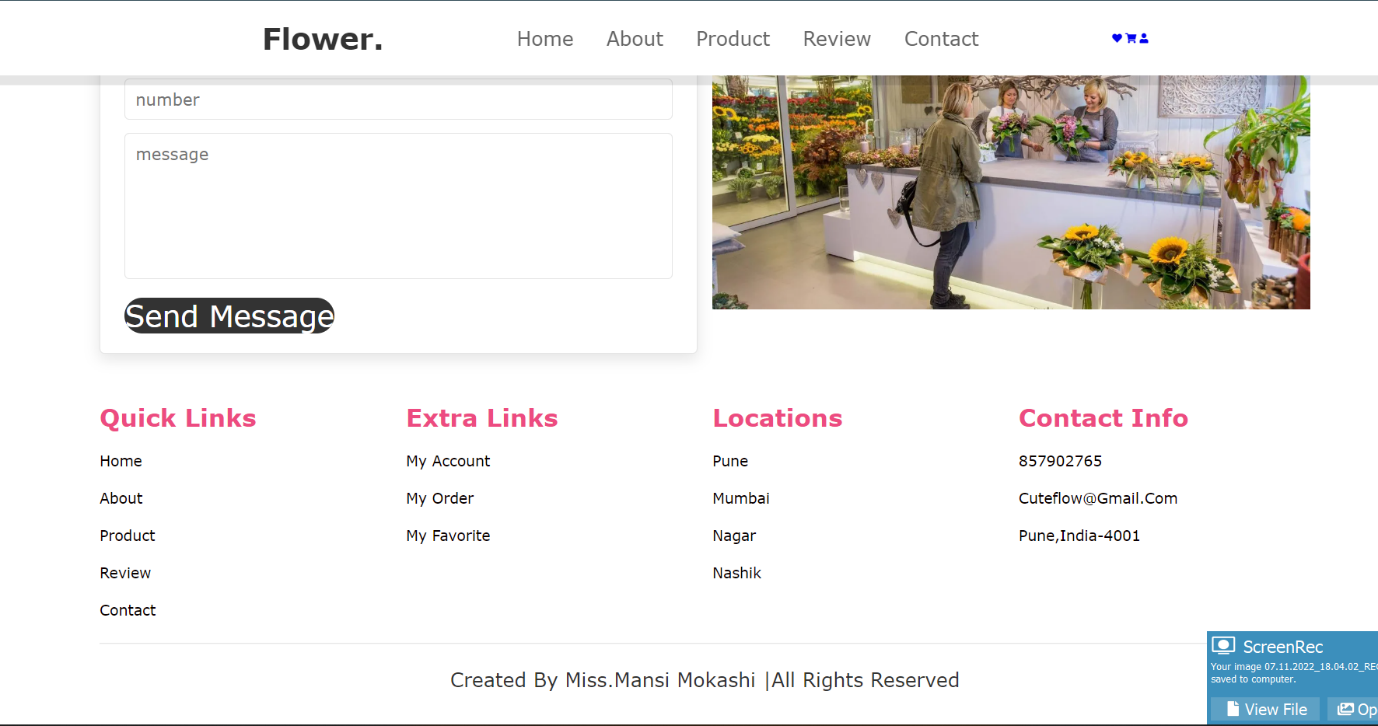 Flower.
Home About Product Review Contact
number
message
Send Message
Quick Links
Home
About
Product
Review
Contact
Extra Links
My Account
My Order
My Favorite
Locations
Pune
Mumbai
Nagar
Nashik
Contact Info
857902765
Cuteflow@Gmail.Com
Pune,India-4001
Created By Miss.Mansi Mokashi |All Rights Reserved
ScreenRec
Your image 07.11.2022_18.04.02_REC
saved to computer.
View File Op